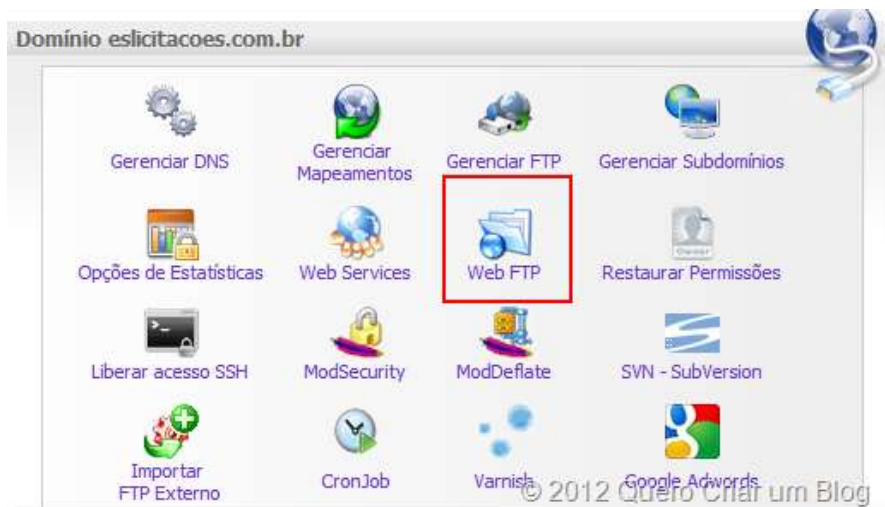 Domínio eslicitacoes.com.br
Gerenciar DNS
Gerenciar
Mapeamentos
Gerenciar FTP
Gerenciar Subdomínios
Opções de Estatísticas
Web Services
Web FTP
Restaurar Permissões
Liberar acesso SSH
ModSecurity
ModDeflate
SVN - SubVersion
Importar
FTP Externo
CronJob
Varnish
Google Adwords
© 2012 Quero Criar um Blog